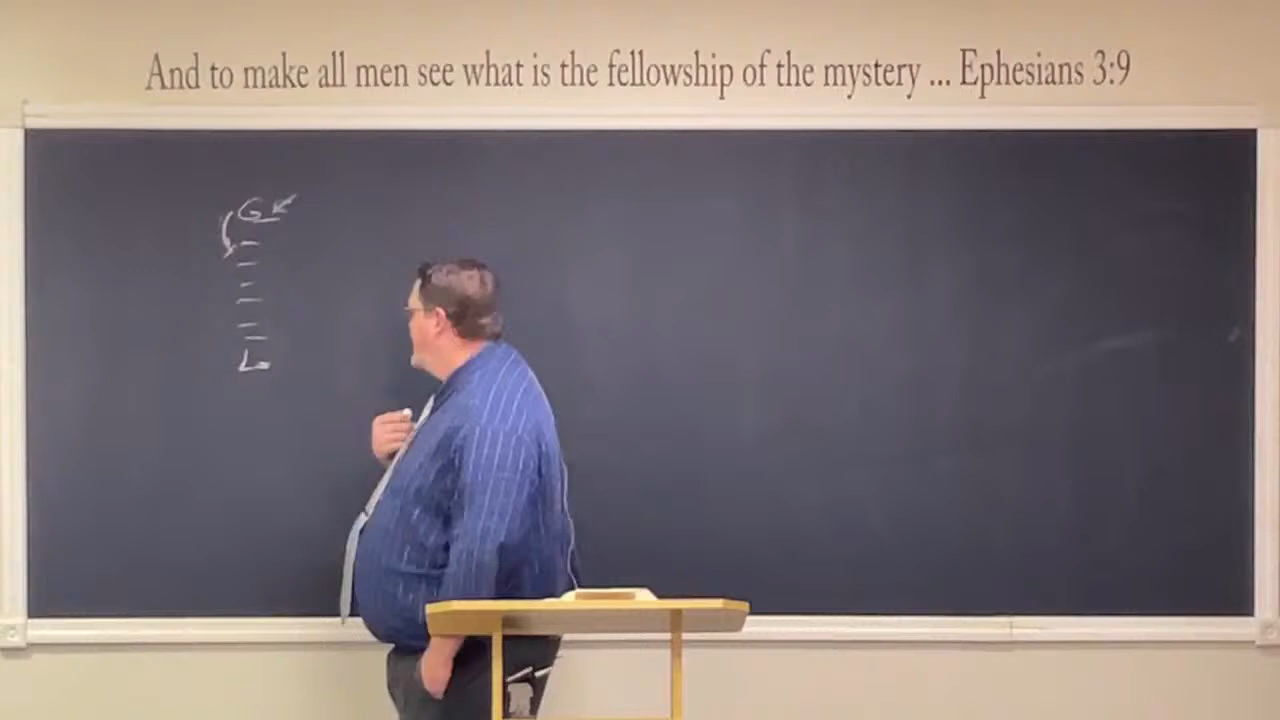 And to make all men see what is the fellowship of the mystery ... Ephesians 3:9
G
L